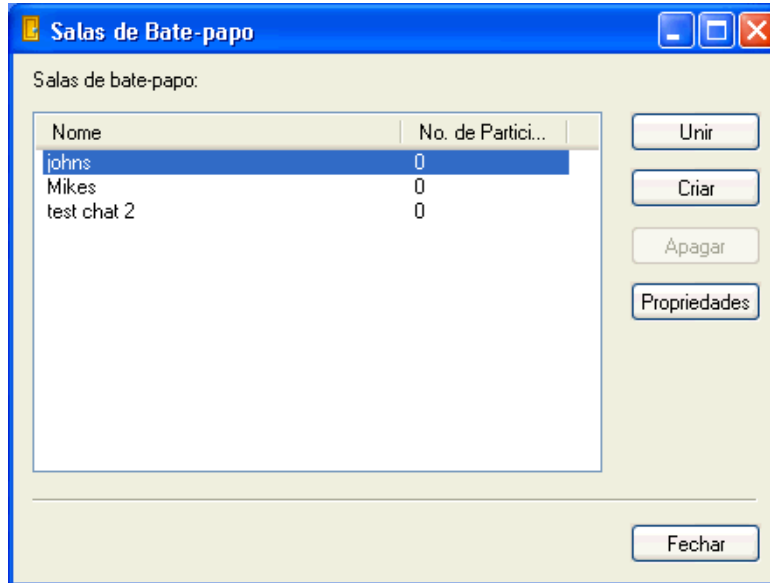 Salas de Bate-papo
Salas de bate-papo:
Nome No. de Partici...
johns 0
Mikes 0
test chat 2 0
Unir
Criar
Apagar
Propriedades
Fechar